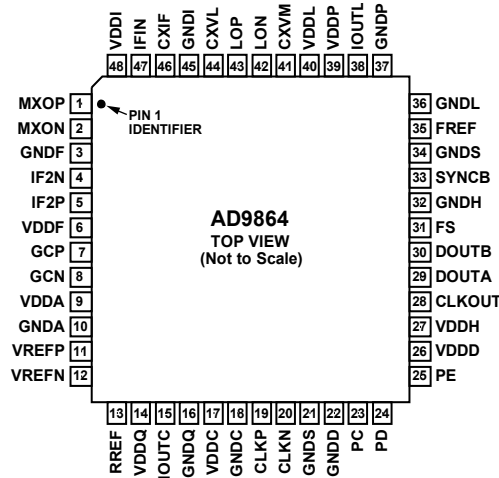 VDDI IFIN CXIF GNDI CXVL LOP LON CXVM VDDL VDDP IOUTL GNDP
48 47 46 45 44 43 42 41 40 39 38 37
MXOP 1
MXON 2
GNDF 3
IF2N 4
IF2P 5
VDDF 6
GCP 7
GCN 8
VDDA 9
GNDA 10
VREFP 11
VREFN 12
PIN 1
IDENTIFIER
AD9864
TOP VIEW
(Not to Scale)
36 GNDL
35 FREF
34 GNDS
33 SYNCB
32 GNDH
31 FS
30 DOUTB
29 DOUTA
28 CLKOUT
27 VDDH
26 VDDD
25 PE
13 14 15 16 17 18 19 20 21 22 23 24
RREF VDDQ IOUTC GNDQ VDDC GNDC CLKP CLKN GNDS GNDD PC PD